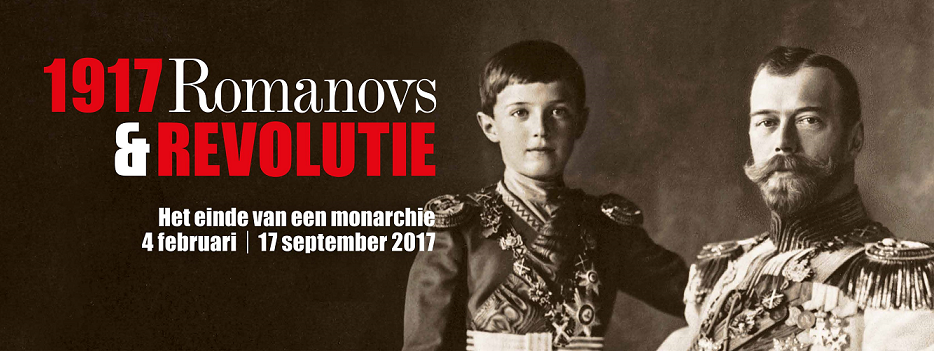 1917 Romanovs
& REVOLUTIE
Het einde van een monarchie
4 februari | 17 september 2017